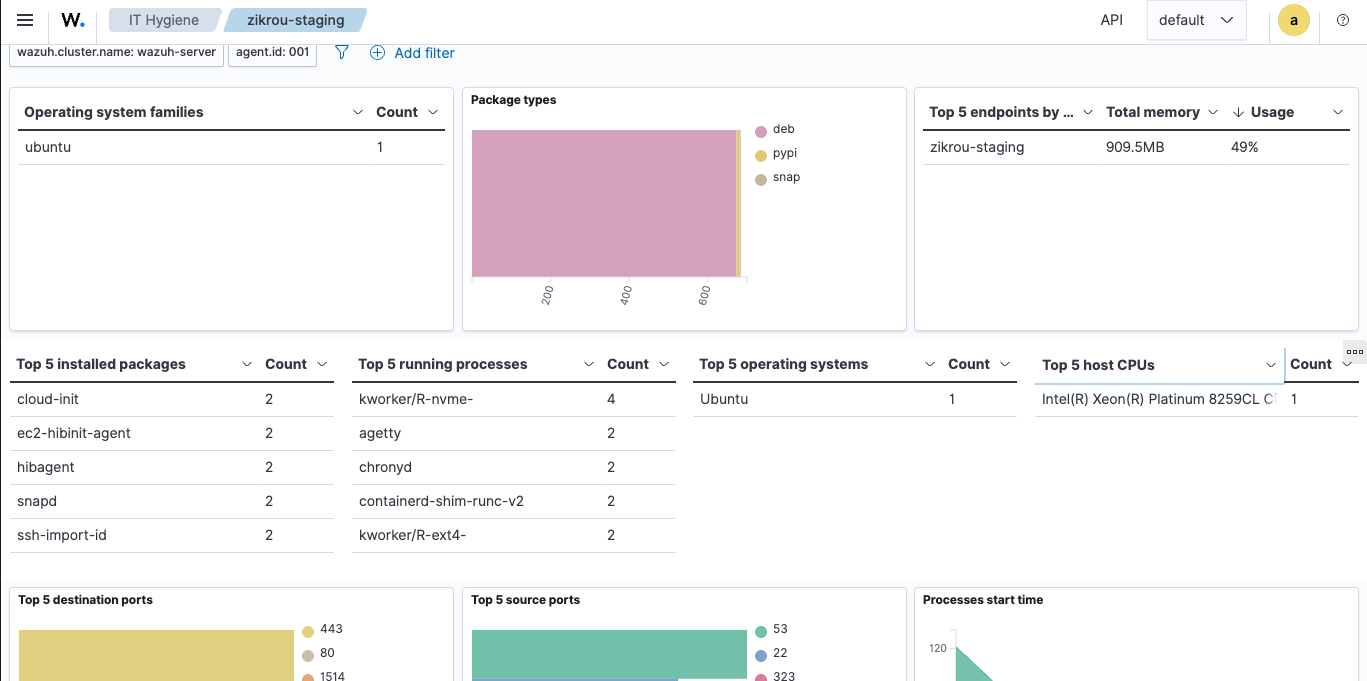 W.
IT Hygiene
zikrou-staging
API
default
a
wazuh.cluster.name: wazuh-server
agent.id: 001
Add filter
Operating system families Count
ubuntu 1
Package types
deb
pypi
snap
200 400 600
Top 5 endpoints by ... Total memory Usage
zikrou-staging 909.5MB 49%
Top 5 installed packages Count
cloud-init 2
ec2-hibinit-agent 2
hibagent 2
snapd 2
ssh-import-id 2
Top 5 running processes Count
kworker/R-nvme- 4
agetty 2
chronyd 2
containerd-shim-runc-v2 2
kworker/R-ext4- 2
Top 5 operating systems Count
Ubuntu 1
Top 5 host CPUs Count
Intel(R) Xeon(R) Platinum 8259CL 1
Top 5 destination ports
443
80
1514
Top 5 source ports
53
22
323
Processes start time
120